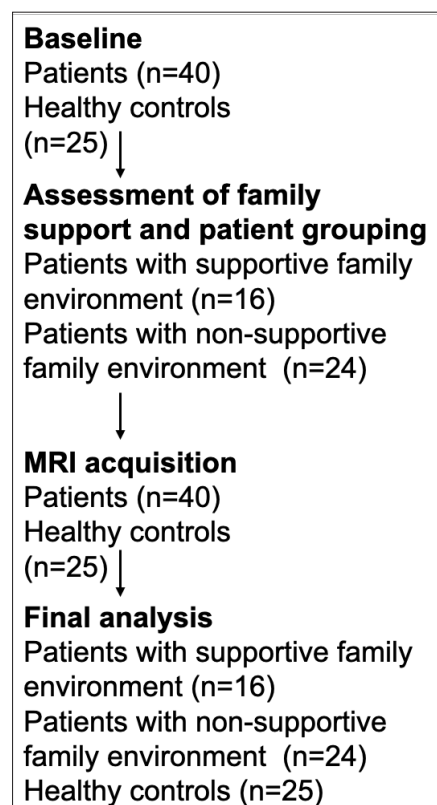 Baseline
Patients (n=40)
Healthy controls
(n=25)
Assessment of family
support and patient grouping
Patients with supportive family
environment (n=16)
Patients with non-supportive
family environment (n=24)
MRI acquisition
Patients (n=40)
Healthy controls
(n=25)
Final analysis
Patients with supportive family
environment (n=16)
Patients with non-supportive
family environment (n=24)
Healthy controls (n=25)